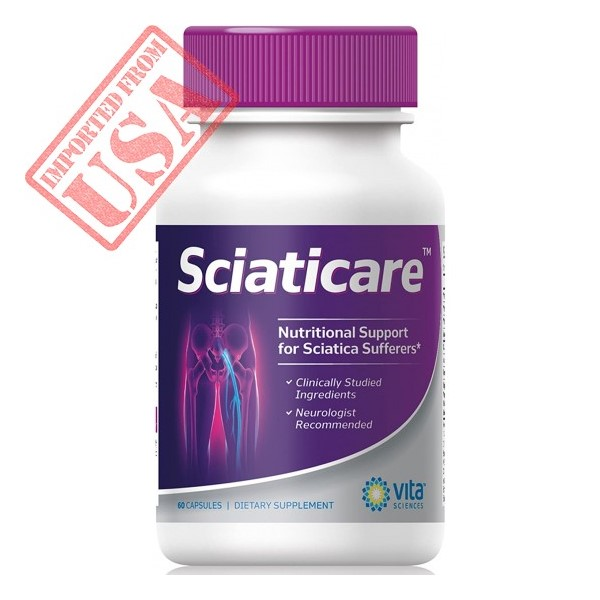 IMPORTED FROM
USA
Sciaticare™
Nutritional Support
for Sciatica Sufferers*
✓ Clinically Studied
Ingredients
✓ Neurologist
Recommended
60 CAPSULES | DIETARY SUPPLEMENT
vita®
SCIENCES